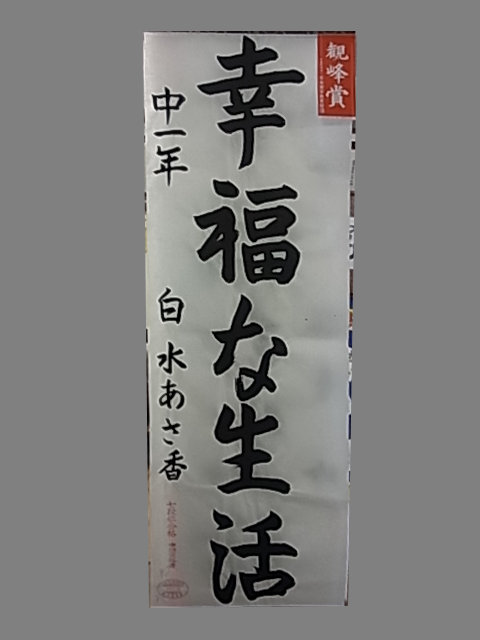 観峰賞
幸福な生活
中一年 白水あさ香